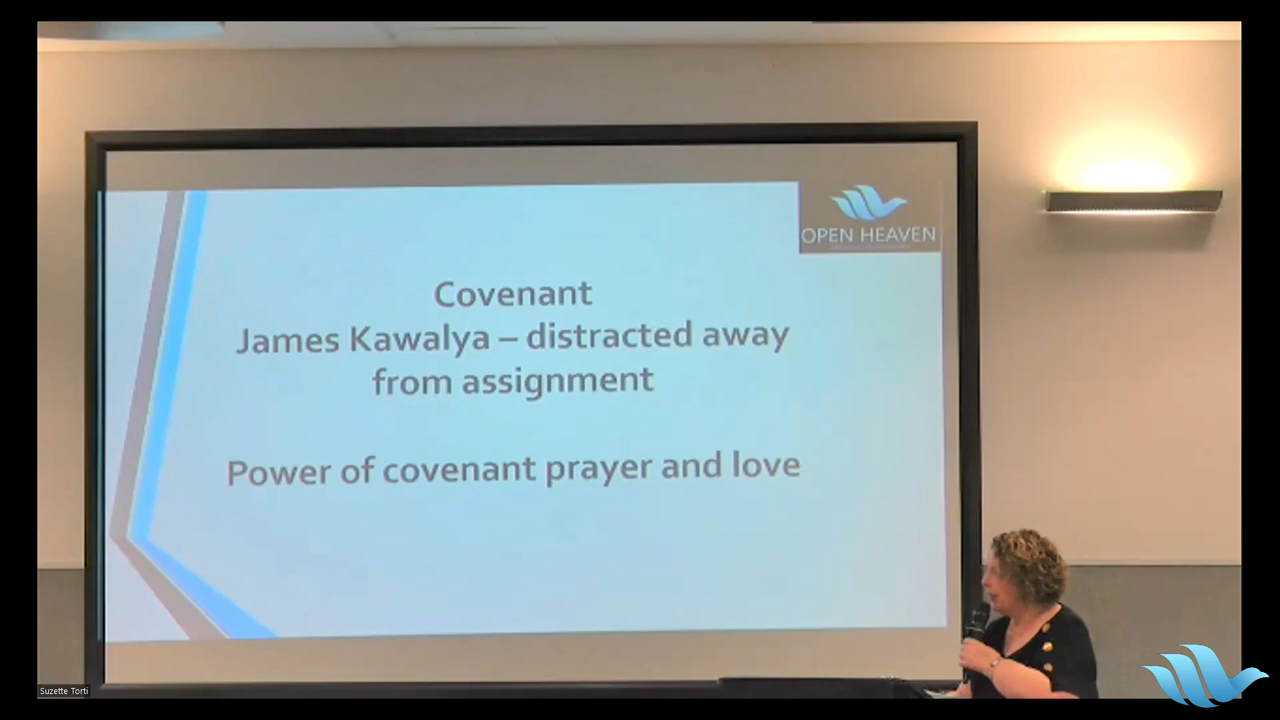 OPEN HEAVEN
Covenant
James Kawalya – distracted away
from assignment
Power of covenant prayer and love
Suzette Torti